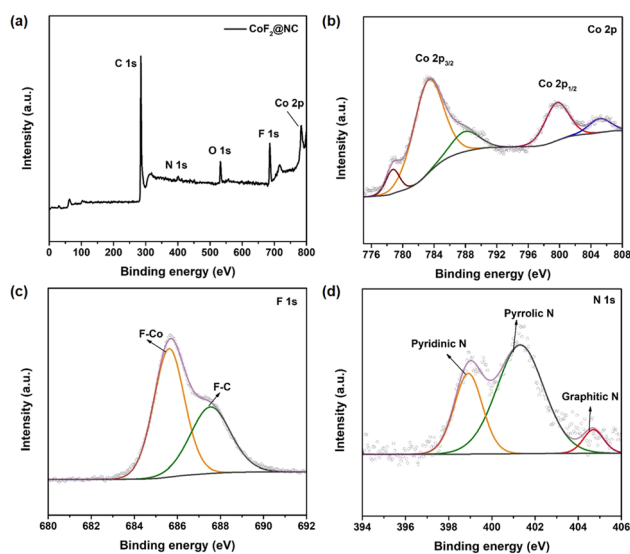 (a)
CoF2@NC
C 1s
Co 2p
F 1s
O 1s
N 1s
Intensity (a.u.)
0 100 200 300 400 500 600 700 800
Binding energy (eV)
(b)
Co 2p
Co 2p3/2
Co 2p1/2
Intensity (a.u.)
776 780 784 788 792 796 800 804 808
Binding energy (eV)
(c)
F 1s
F-Co
F-C
Intensity (a.u.)
680 682 684 686 688 690 692
Binding energy (eV)
(d)
N 1s
Pyrrolic N
Pyridinic N
Graphitic N
Intensity (a.u.)
394 396 398 400 402 404 406
Binding energy (eV)